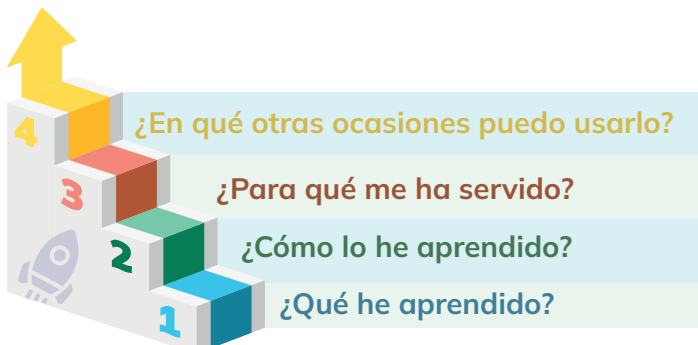 4 ¿En qué otras ocasiones puedo usarlo?
3 ¿Para qué me ha servido?
2 ¿Cómo lo he aprendido?
1 ¿Qué he aprendido?